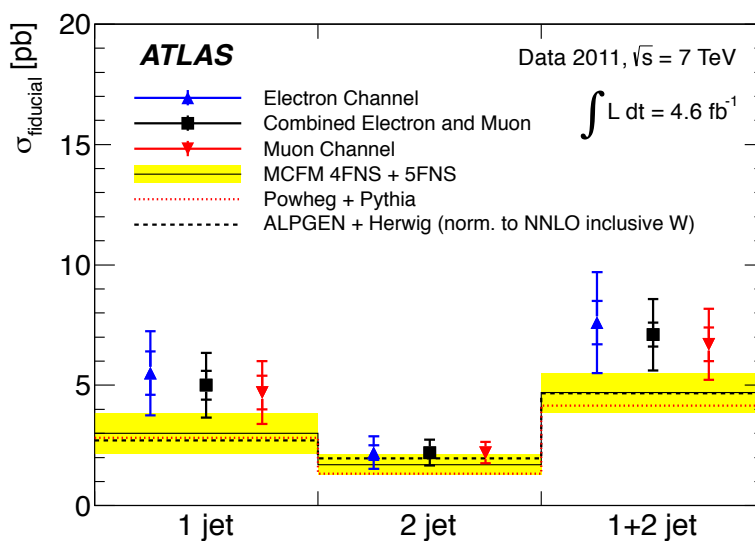 σfiducial [pb]
20
15
10
5
0
ATLAS
Data 2011, √s = 7 TeV
∫ L dt = 4.6 fb⁻¹
Electron Channel
Combined Electron and Muon
Muon Channel
MCFM 4FNS + 5FNS
Powheg + Pythia
ALPGEN + Herwig (norm. to NNLO inclusive W)
1 jet
2 jet
1+2 jet